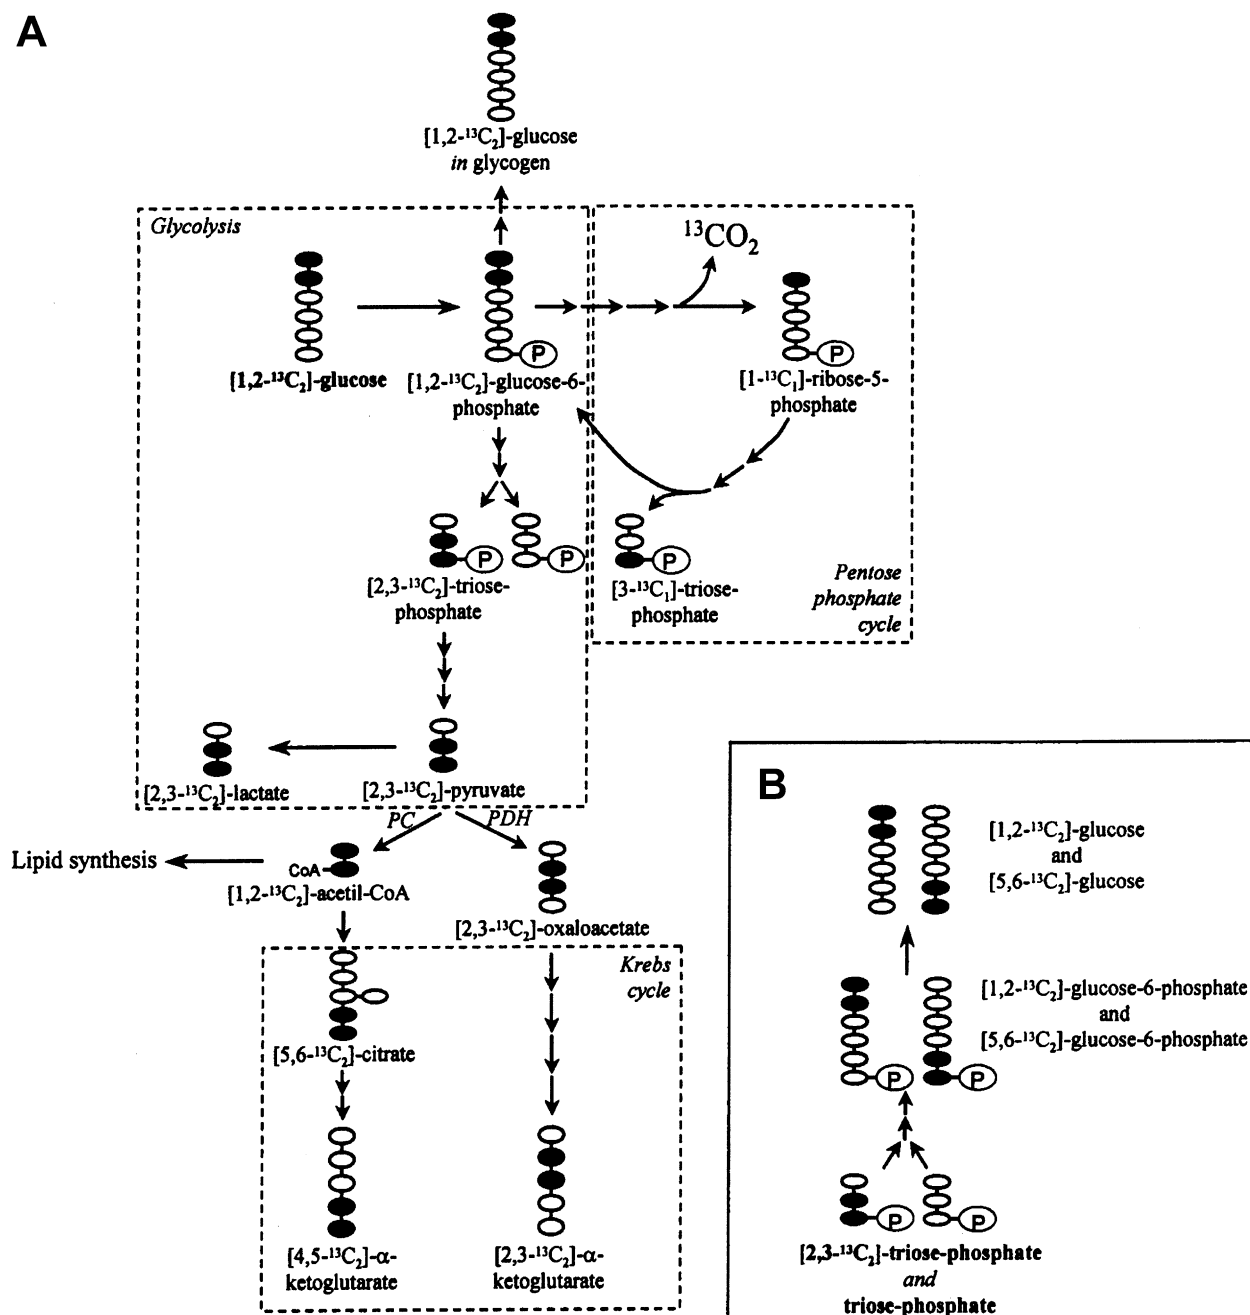 A
[1,2-¹³C₂]-glucose
in glycogen
Glycolysis
¹³CO₂
P
P
[1,2-¹³C₂]-glucose
[1,2-¹³C₂]-glucose-6-
phosphate
[1-¹³C₁]-ribose-5-
phosphate
P
P
P
[2,3-¹³C₂]-triose-
phosphate
[3-¹³C₁]-triose-
phosphate
Pentose
phosphate
cycle
[2,3-¹³C₂]-lactate
[2,3-¹³C₂]-pyruvate
PC
PDH
Lipid synthesis
CoA
[1,2-¹³C₂]-acetil-CoA
[2,3-¹³C₂]-oxaloacetate
Krebs
cycle
[5,6-¹³C₂]-citrate
[4,5-¹³C₂]-α-
ketoglutarate
[2,3-¹³C₂]-α-
ketoglutarate
B
[1,2-¹³C₂]-glucose
and
[5,6-¹³C₂]-glucose
[1,2-¹³C₂]-glucose-6-phosphate
and
[5,6-¹³C₂]-glucose-6-phosphate
P
P
P
P
[2,3-¹³C₂]-triose-phosphate
and
triose-phosphate